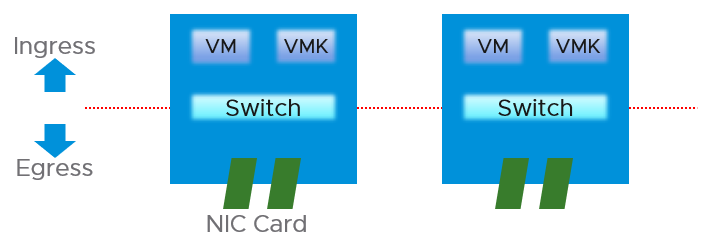 Ingress
Egress
VM
VMK
Switch
NIC Card
VM
VMK
Switch